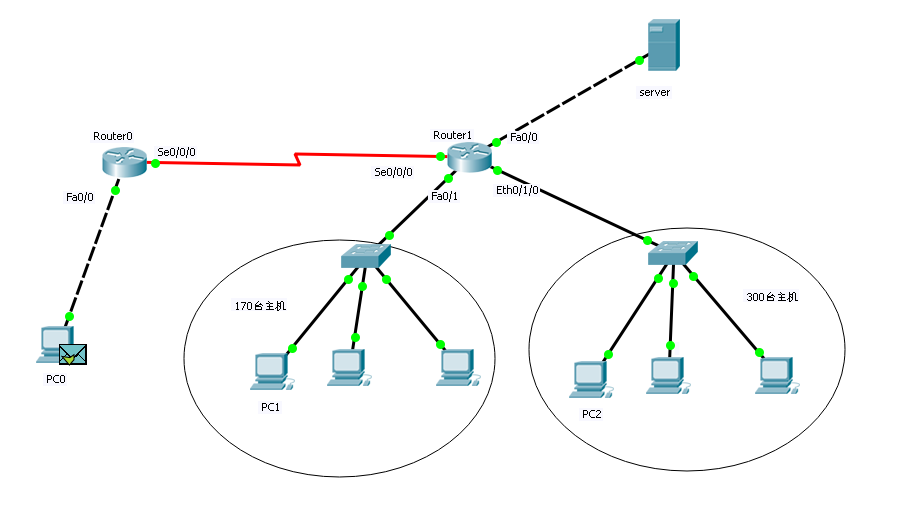 server
Router0
Router1
Fa0/0
Se0/0/0
Se0/0/0
Fa0/0
Fa0/1
Eth0/1/0
170台主机
300台主机
PC0
PC1
PC2